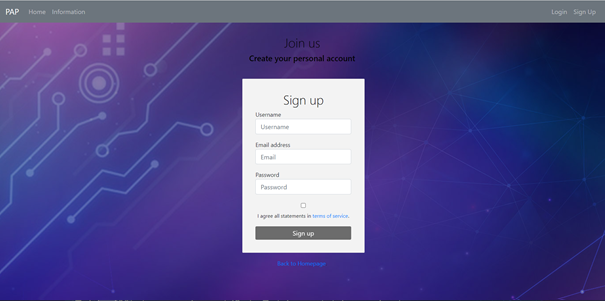 PAP Home Information Login Sign Up
Join us
Create your personal account
Sign up
Username
Username
Email address
Email
Password
Password
I agree all statements in terms of service.
Sign up
Back to Homepage